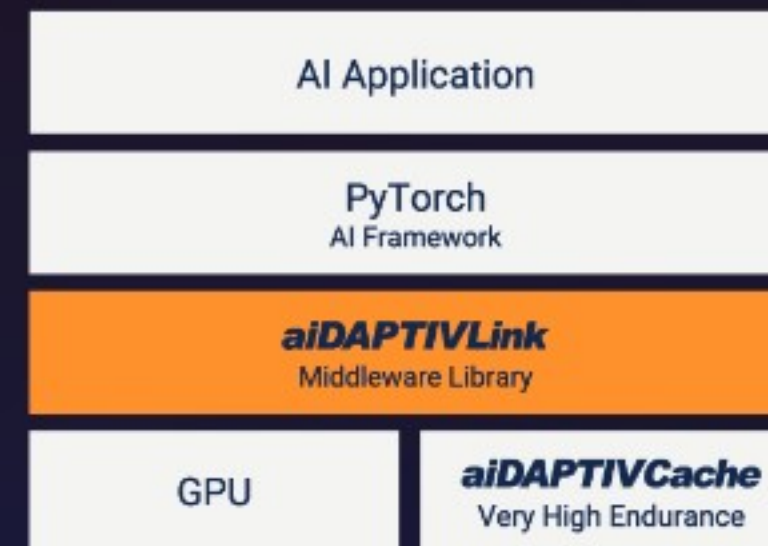 AI Application
PyTorch
AI Framework
aiDAPTIVLink
Middleware Library
GPU
aiDAPTIVCache
Very High Endurance